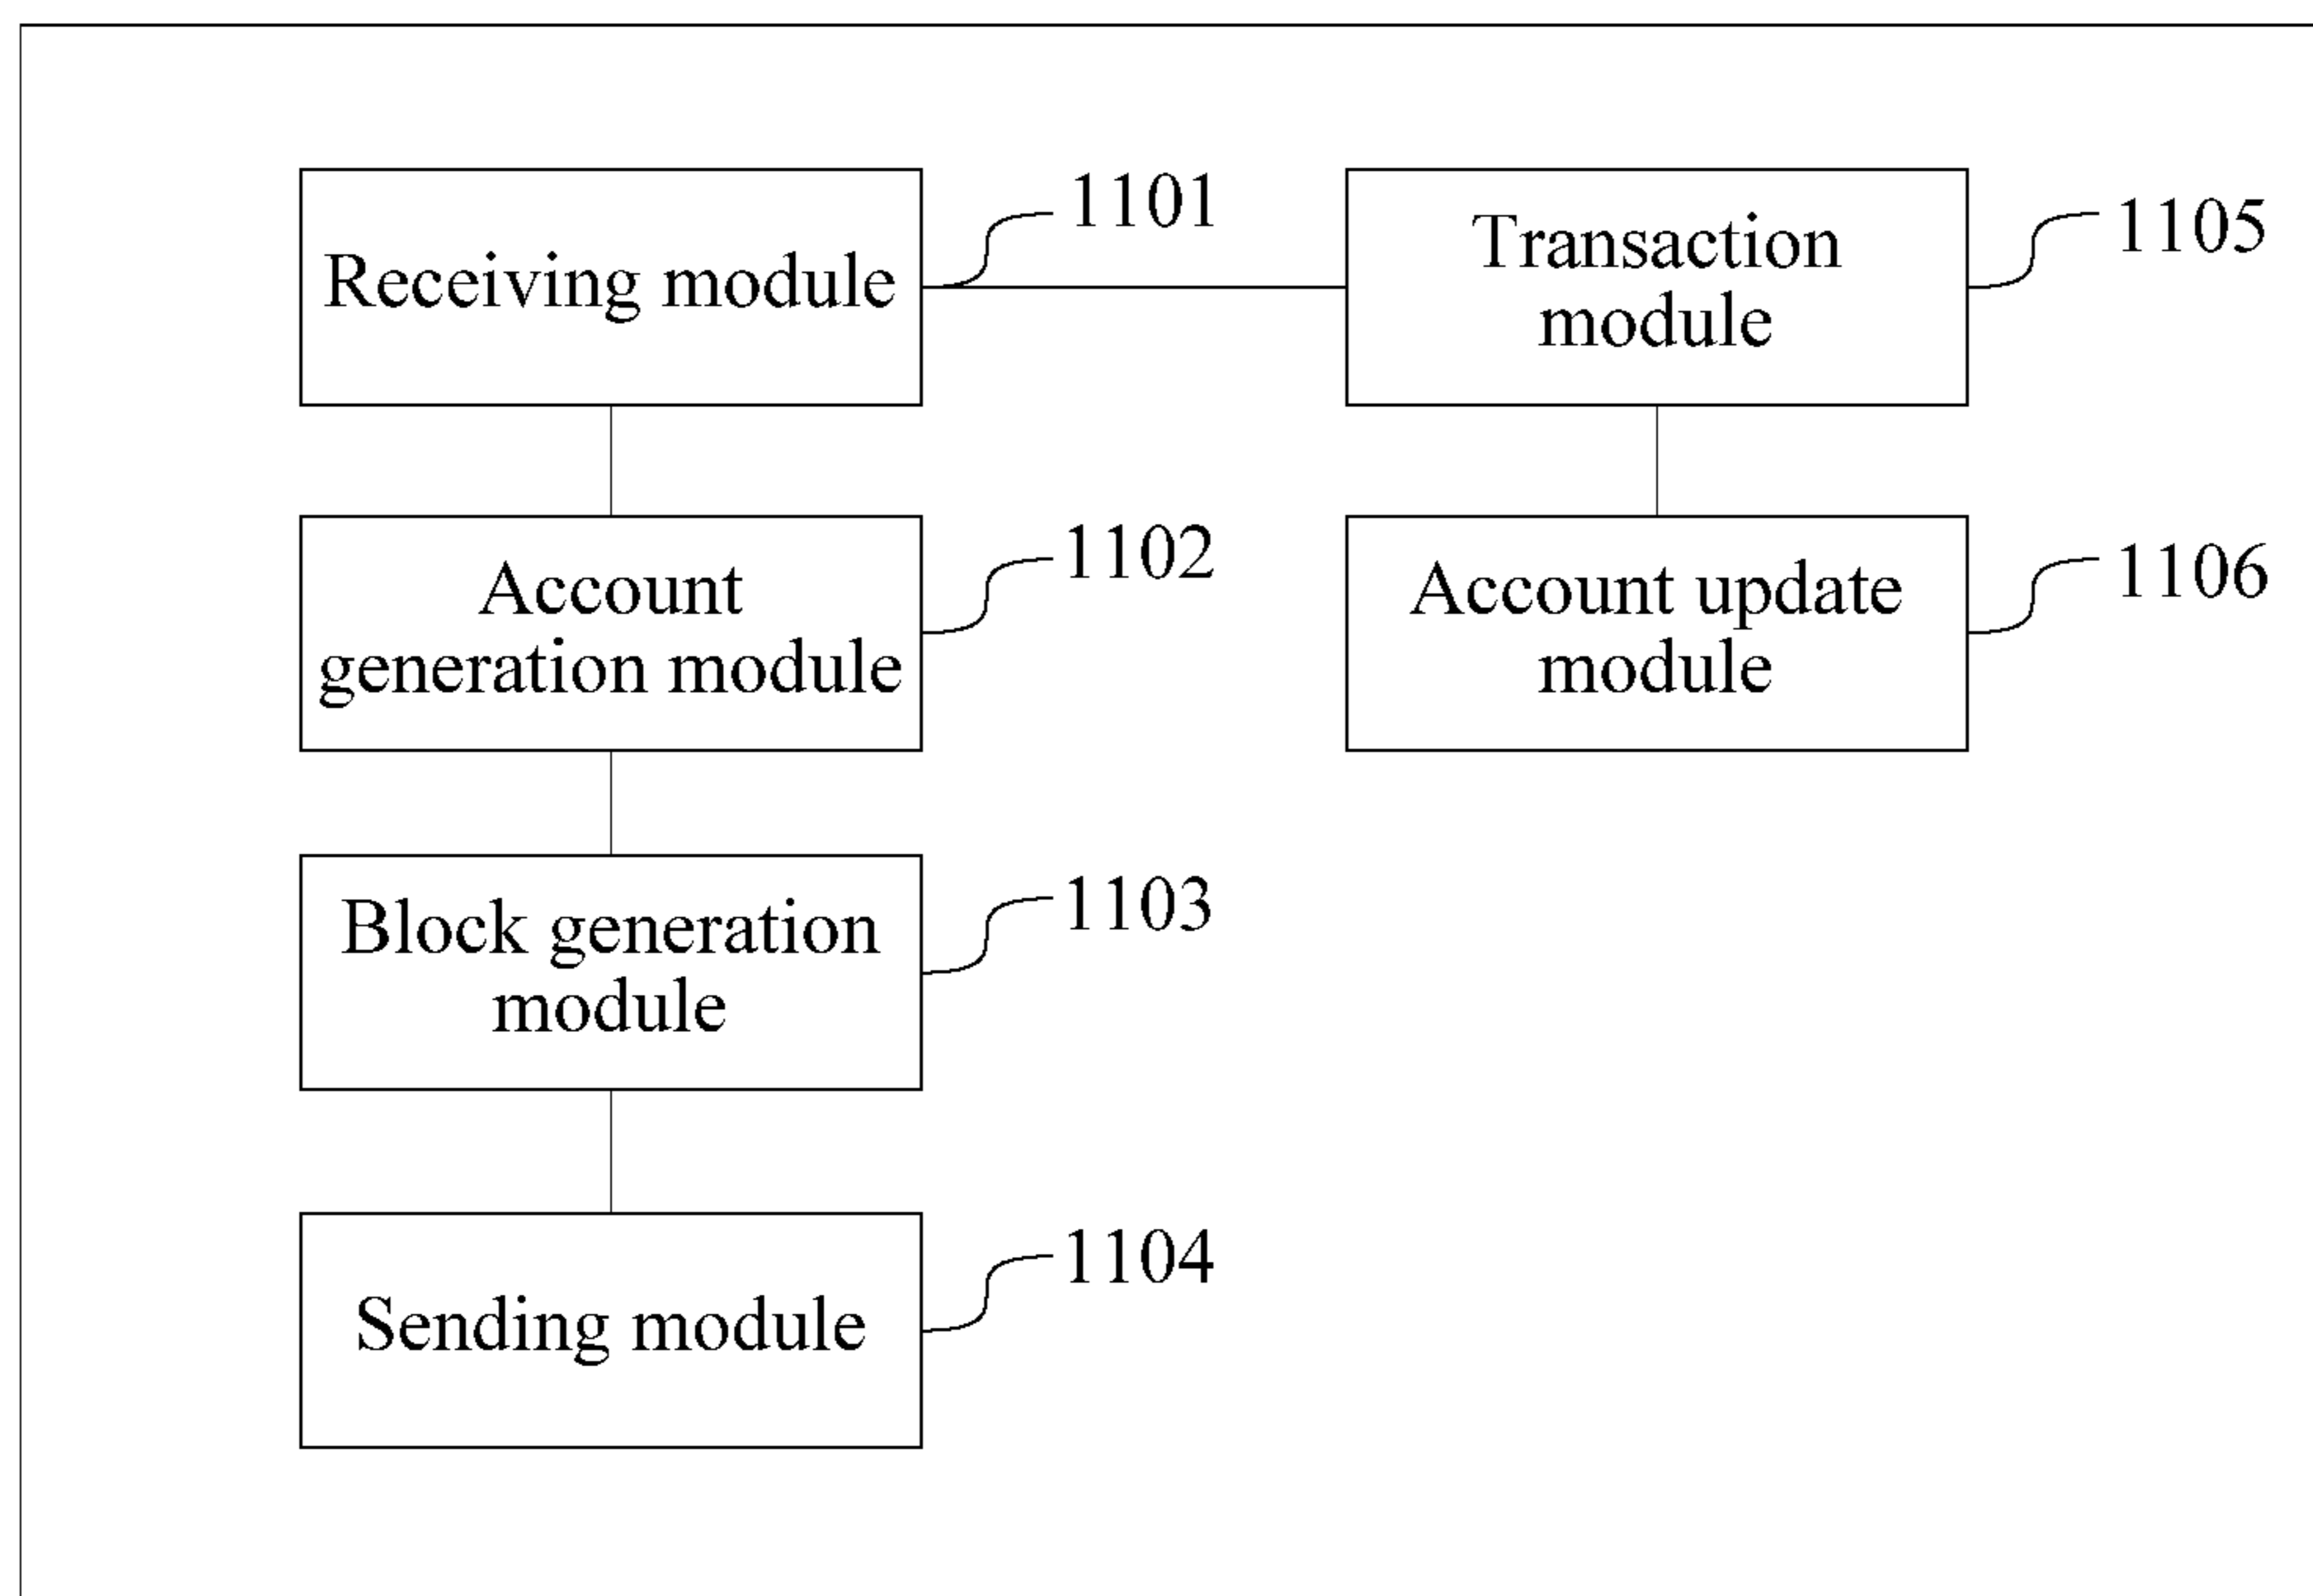 Receiving module
1101
Transaction
module
1105
Account
generation module
1102
Account update
module
1106
Block generation
module
1103
Sending module
1104